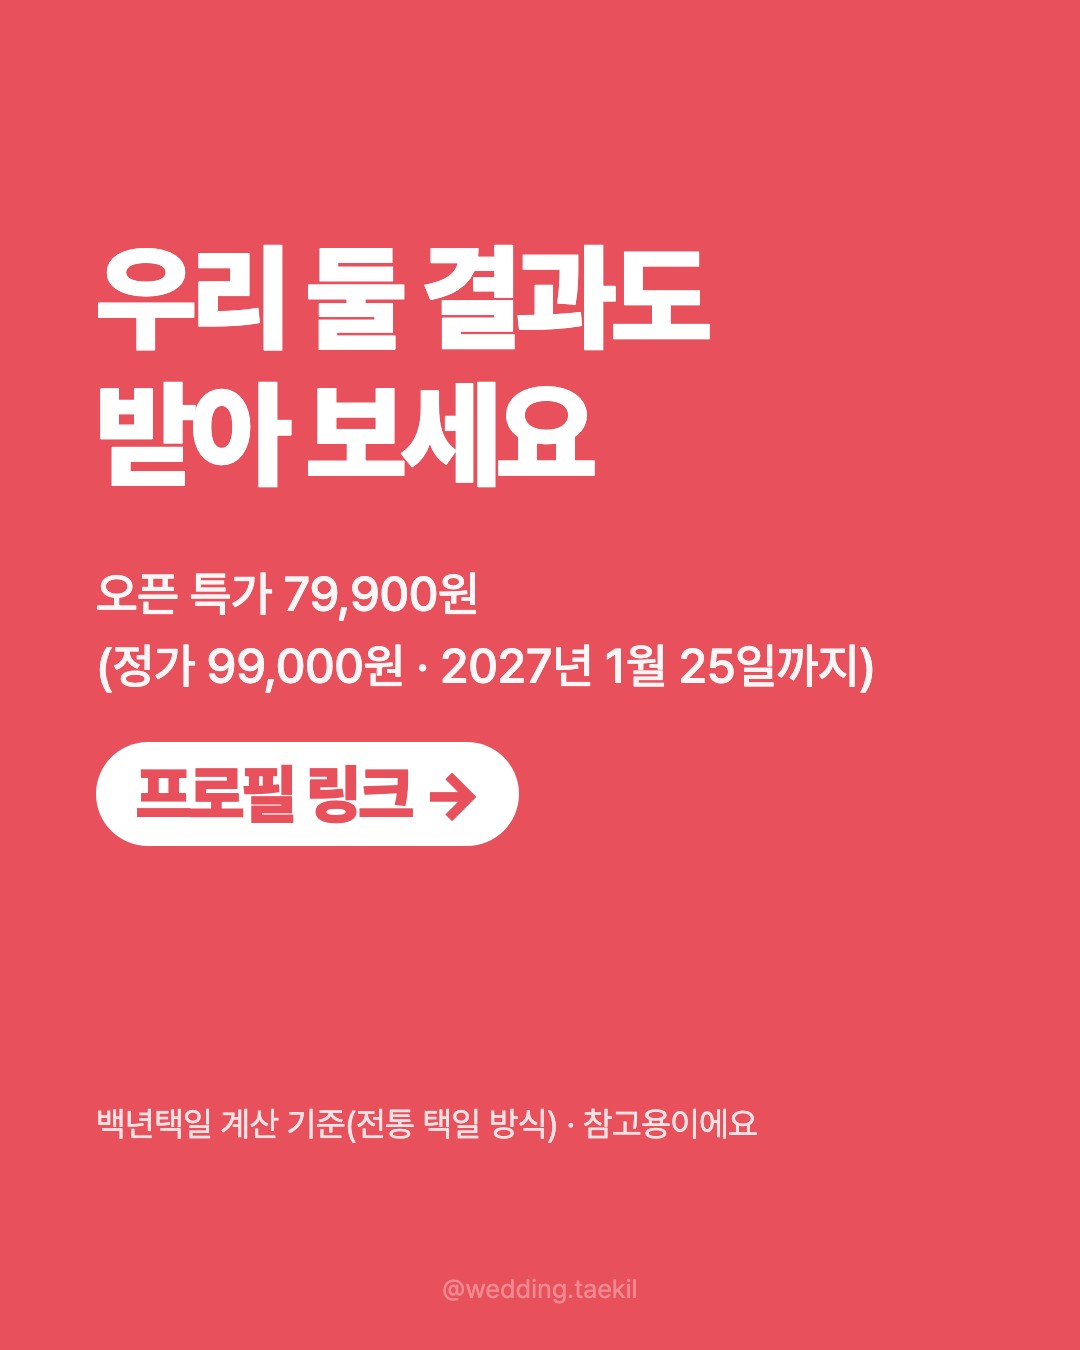 우리 둘 결과도
받아 보세요
오픈 특가 79,900원
(정가 99,000원 · 2027년 1월 25일까지)
프로필 링크 →
백년택일 계산 기준(전통 택일 방식) · 참고용이에요
@wedding.taekil